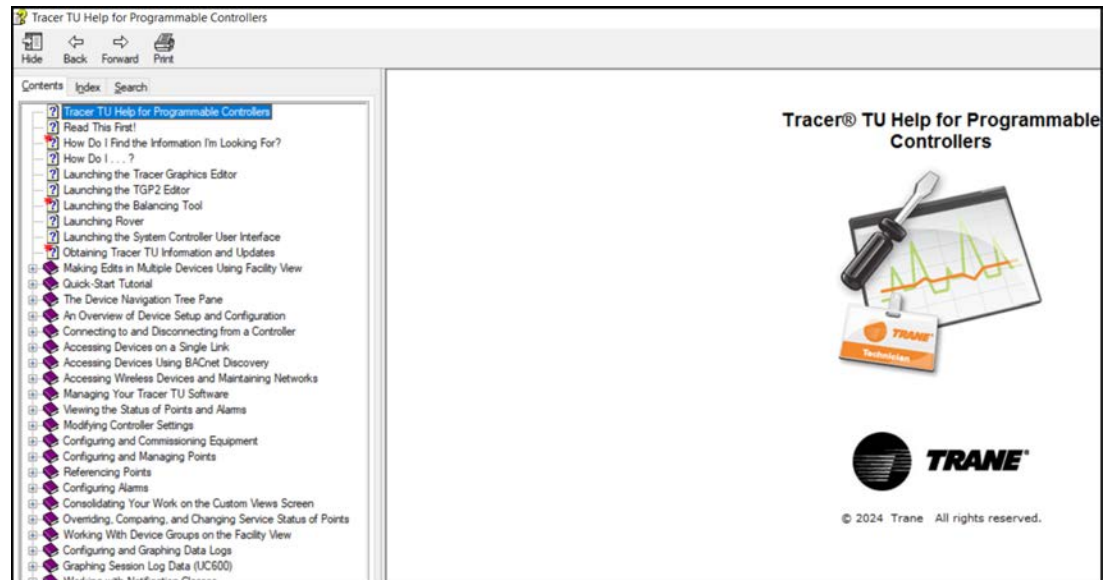 Tracer TU Help for Programmable Controllers
Hide Back Forward Print
Contents Index Search
Tracer TU Help for Programmable Controllers
Read This First!
How Do I Find the Information I'm Looking For?
How Do I . . . ?
Launching the Tracer Graphics Editor
Launching the TGP2 Editor
Launching the Balancing Tool
Launching Rover
Launching the System Controller User Interface
Obtaining Tracer TU Information and Updates
Making Edits in Multiple Devices Using Facility View
Quick-Start Tutorial
The Device Navigation Tree Pane
An Overview of Device Setup and Configuration
Connecting to and Disconnecting from a Controller
Accessing Devices on a Single Link
Accessing Devices Using BACnet Discovery
Accessing Wireless Devices and Maintaining Networks
Managing Your Tracer TU Software
Viewing the Status of Points and Alarms
Modifying Controller Settings
Configuring and Commissioning Equipment
Configuring and Managing Points
Referencing Points
Configuring Alarms
Consolidating Your Work on the Custom Views Screen
Overriding, Comparing, and Changing Service Status of Points
Working With Device Groups on the Facility View
Configuring and Graphing Data Logs
Graphing Session Log Data (UC600)
Working with Notification Classes
Tracer® TU Help for Programmable
Controllers
TRANE
Technician
TRANE®
© 2024 Trane All rights reserved.